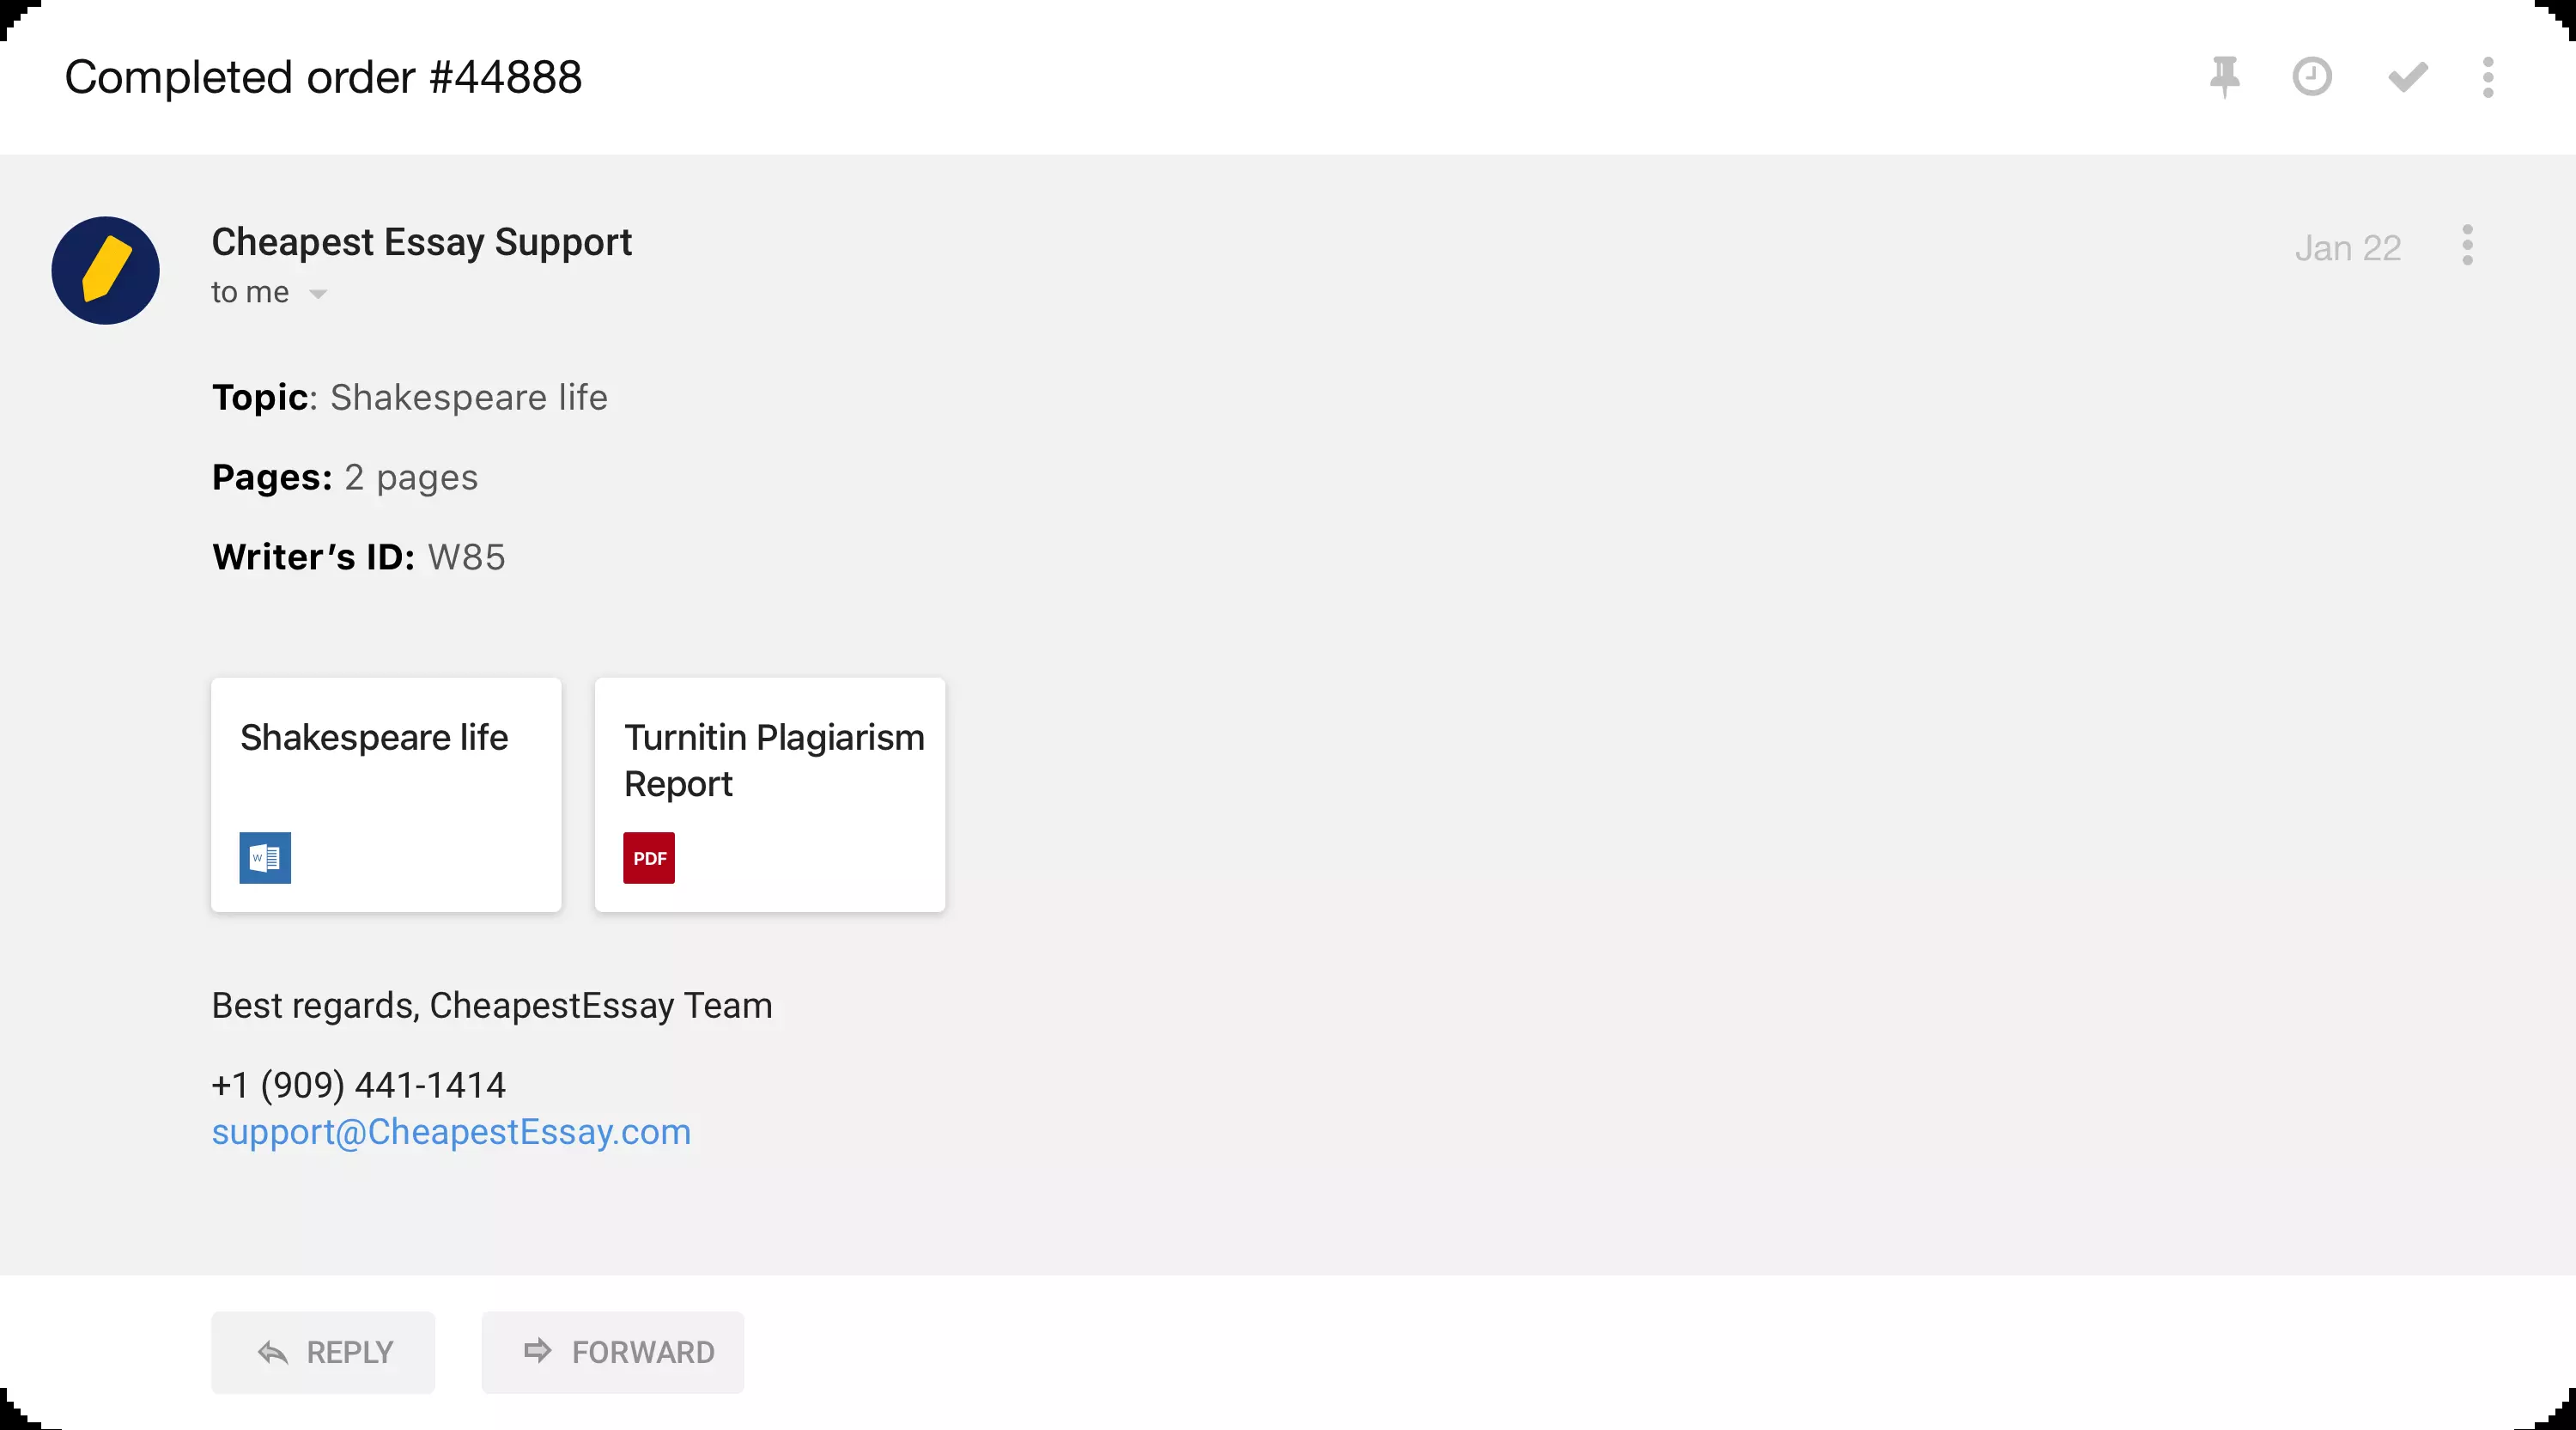 Completed order #44888
Cheapest Essay Support
Jan 22
to me
Topic: Shakespeare life
Pages: 2 pages
Writer’s ID: W85
Shakespeare life
W
Turnitin Plagiarism
Report
PDF
Best regards, CheapestEssay Team
+1 (909) 441-1414
support@CheapestEssay.com
REPLY
FORWARD